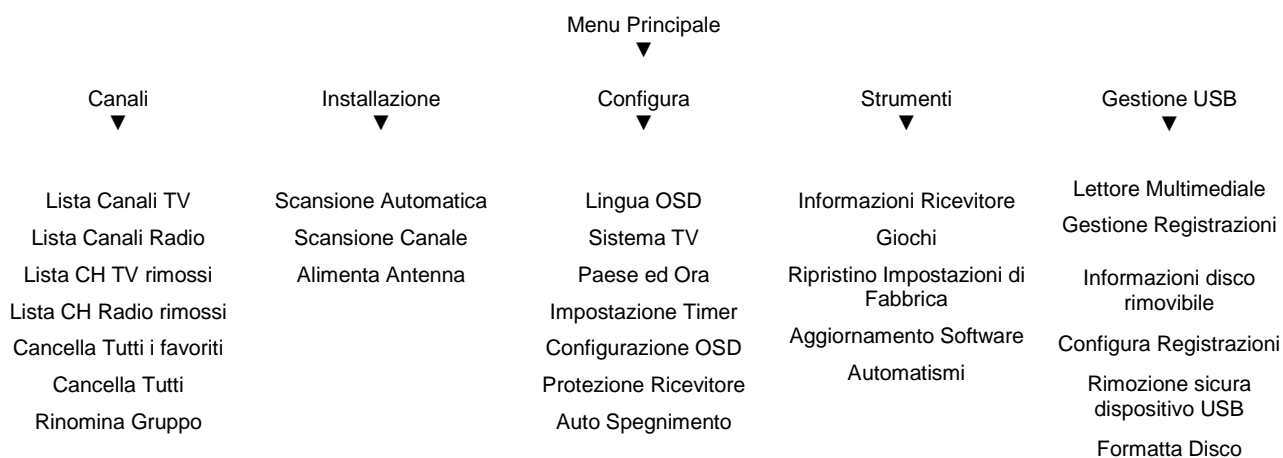 Menu Principale
▼
Canali
▼
Lista Canali TV
Lista Canali Radio
Lista CH TV rimossi
Lista CH Radio rimossi
Cancella Tutti i favoriti
Cancella Tutti
Rinomina Gruppo
Installazione
▼
Scansione Automatica
Scansione Canale
Alimenta Antenna
Configura
▼
Lingua OSD
Sistema TV
Paese ed Ora
Impostazione Timer
Configurazione OSD
Protezione Ricevitore
Auto Spegnimento
Strumenti
▼
Informazioni Ricevitore
Giochi
Ripristino Impostazioni di
Fabbrica
Aggiornamento Software
Automatismi
Gestione USB
▼
Lettore Multimediale
Gestione Registrazioni
Informazioni disco
rimovibile
Configura Registrazioni
Rimozione sicura
dispositivo USB
Formatta Disco